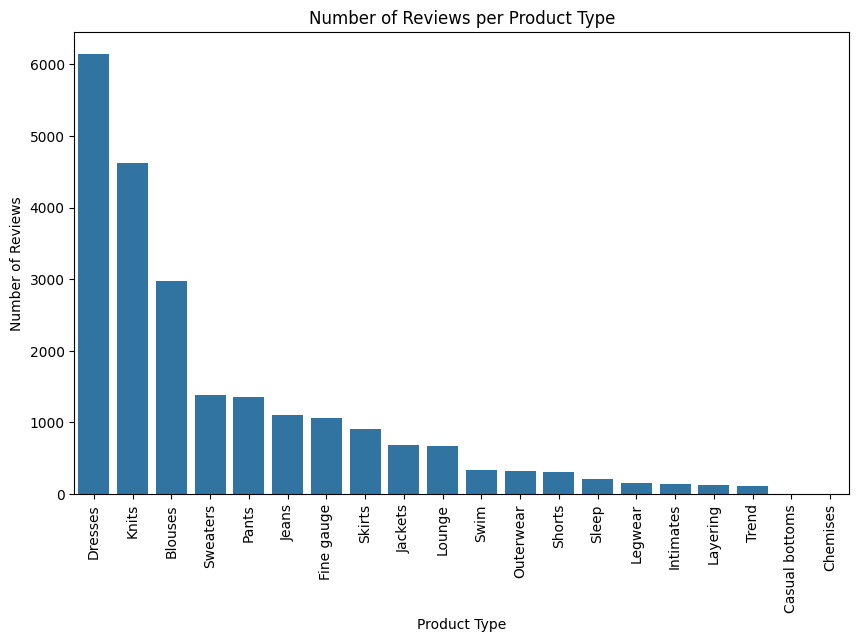 Number of Reviews per Product Type
Number of Reviews
6000
5000
4000
3000
2000
1000
0
Dresses
Knits
Blouses
Sweaters
Pants
Jeans
Fine gauge
Skirts
Jackets
Lounge
Swim
Outerwear
Shorts
Sleep
Legwear
Intimates
Layering
Trend
Casual bottoms
Chemises
Product Type